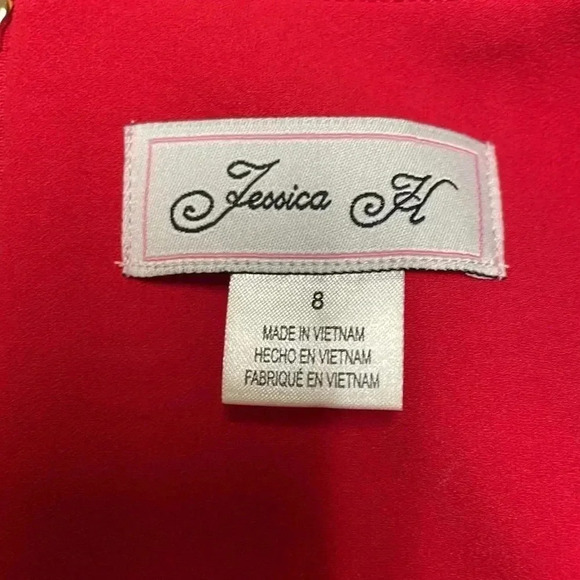 Jessica H
8
MADE IN VIETNAM
HECHO EN VIETNAM
FABRIQUÉ EN VIETNAM